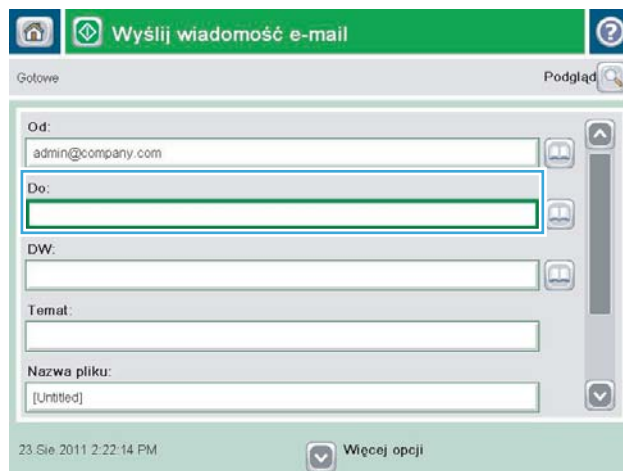 Wyślij wiadomość e-mail
Gotowe
Podgląd
Od:
admin@company.com
Do:
DW:
Temat:
Nazwa pliku:
[Untitled]
23 Sie 2011 2:22:14 PM
Więcej opcji